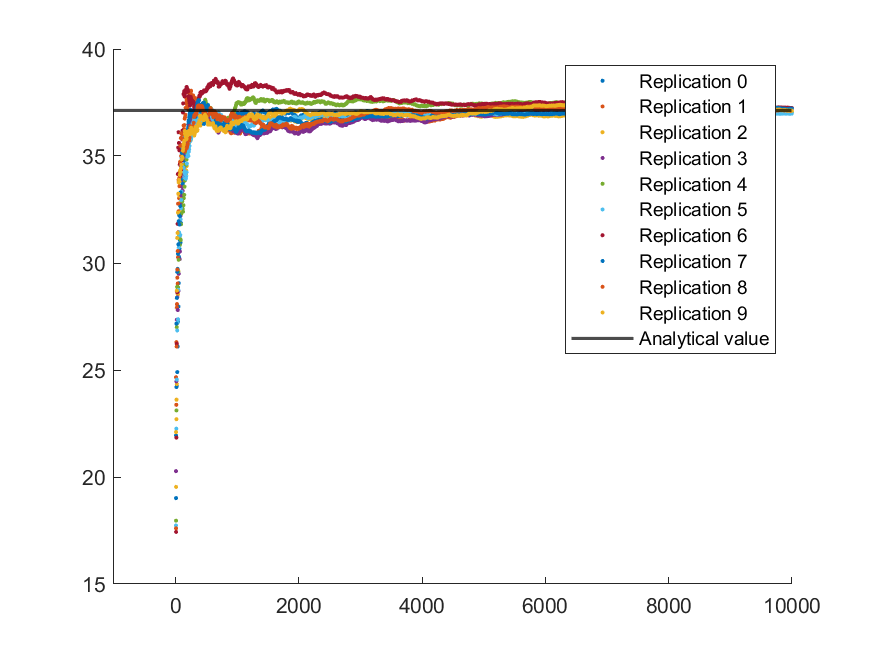 40
35
30
25
20
15
0
2000
4000
6000
8000
10000
Replication 0
Replication 1
Replication 2
Replication 3
Replication 4
Replication 5
Replication 6
Replication 7
Replication 8
Replication 9
Analytical value